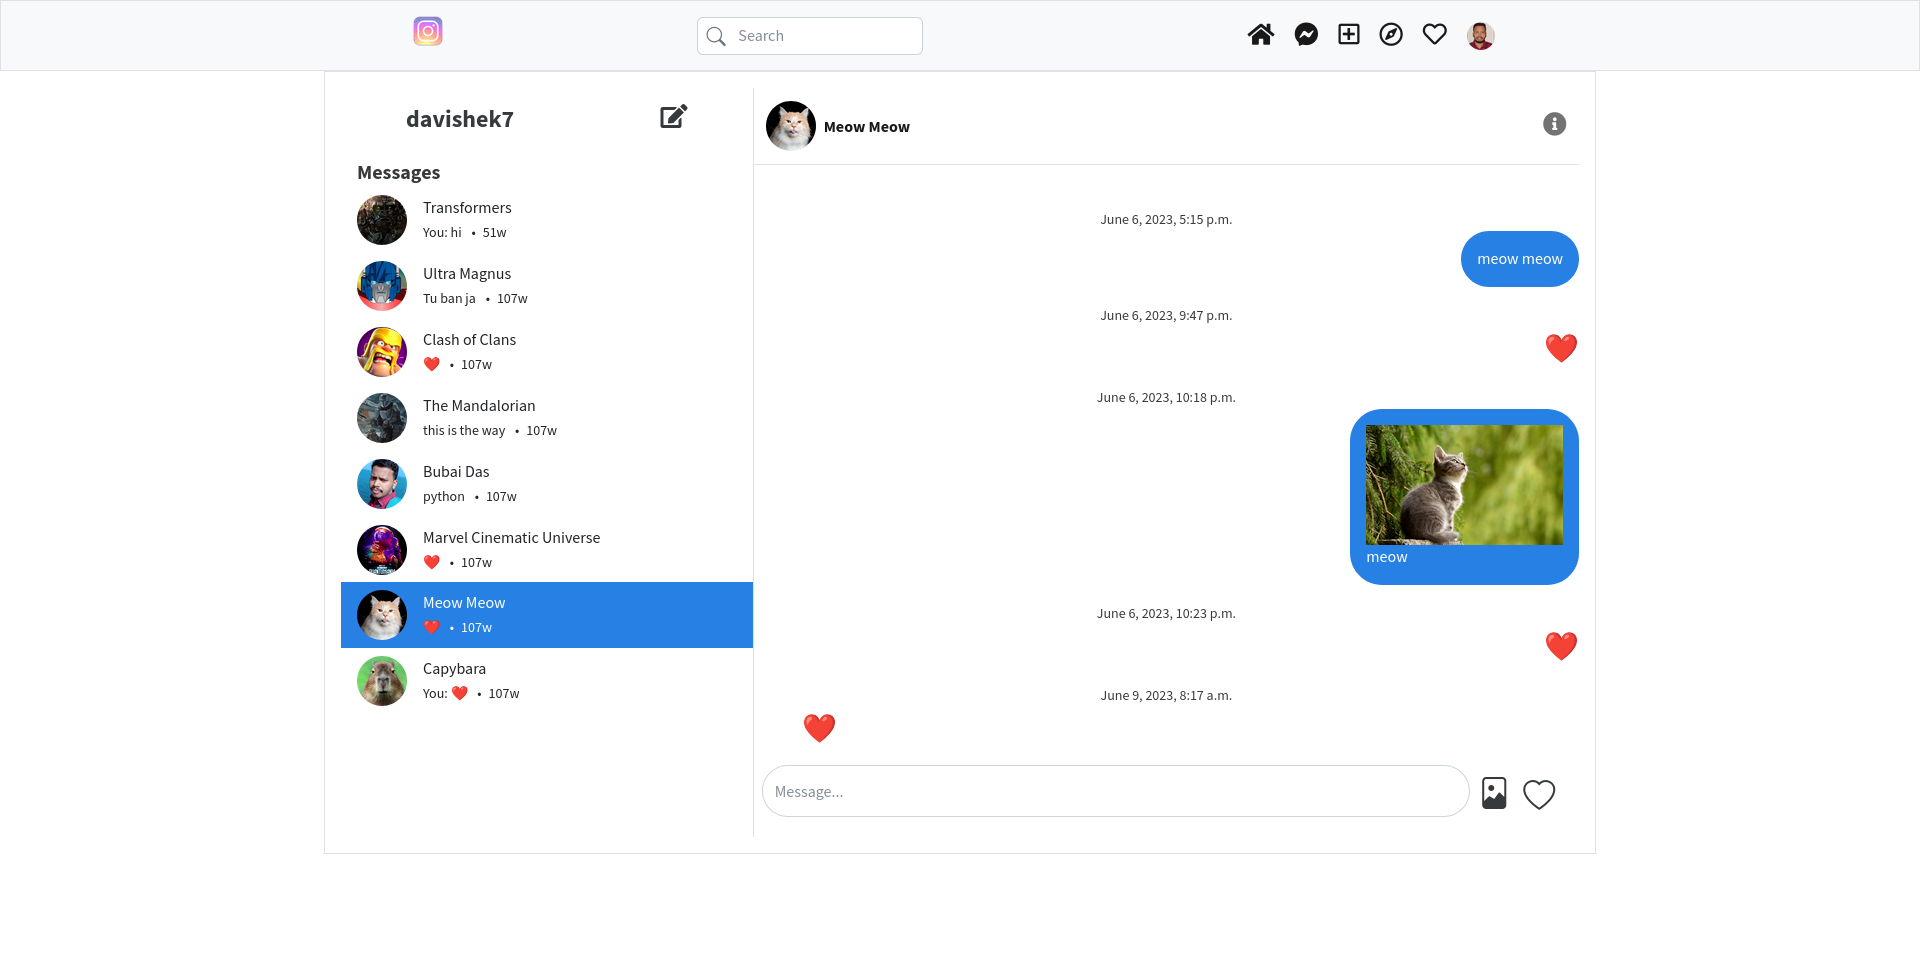 Search
davishek7
Messages
Transformers
You: hi • 51w
Ultra Magnus
Tu ban ja • 107w
Clash of Clans
❤️ • 107w
The Mandalorian
this is the way • 107w
Bubai Das
python • 107w
Marvel Cinematic Universe
❤️ • 107w
Meow Meow
❤️ • 107w
Capybara
You: ❤️ • 107w
Meow Meow
June 6, 2023, 5:15 p.m.
meow meow
June 6, 2023, 9:47 p.m.
❤️
June 6, 2023, 10:18 p.m.
meow
June 6, 2023, 10:23 p.m.
❤️
June 9, 2023, 8:17 a.m.
❤️
Message...